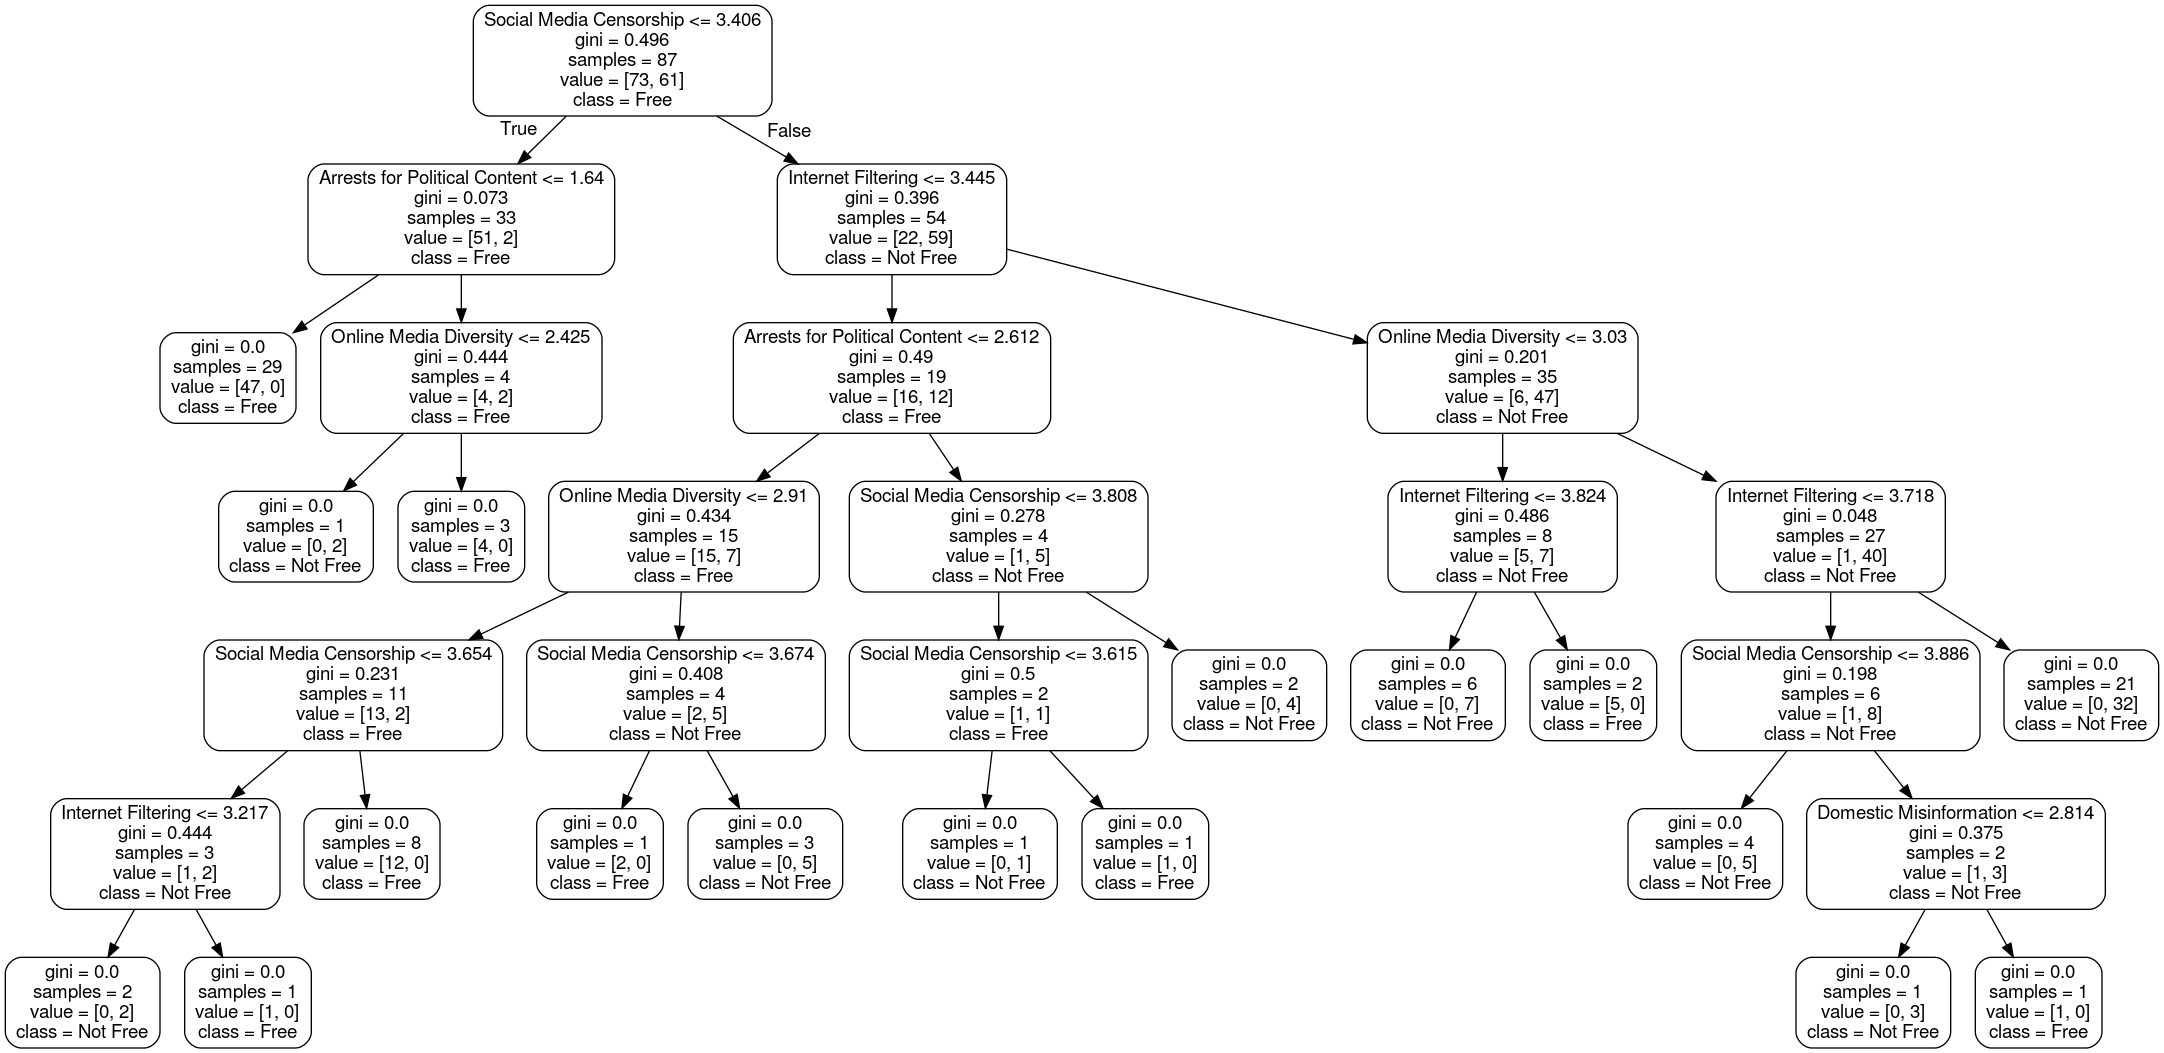 Social Media Censorship <= 3.406
gini = 0.496
samples = 87
value = [73, 61]
class = Free
True
False
Arrests for Political Content <= 1.64
gini = 0.073
samples = 33
value = [51, 2]
class = Free
Internet Filtering <= 3.445
gini = 0.396
samples = 54
value = [22, 59]
class = Not Free
gini = 0.0
samples = 29
value = [47, 0]
class = Free
Online Media Diversity <= 2.425
gini = 0.444
samples = 4
value = [4, 2]
class = Free
Arrests for Political Content <= 2.612
gini = 0.49
samples = 19
value = [16, 12]
class = Free
Online Media Diversity <= 3.03
gini = 0.201
samples = 35
value = [6, 47]
class = Not Free
gini = 0.0
samples = 1
value = [0, 2]
class = Not Free
gini = 0.0
samples = 3
value = [4, 0]
class = Free
Online Media Diversity <= 2.91
gini = 0.434
samples = 15
value = [15, 7]
class = Free
Social Media Censorship <= 3.808
gini = 0.278
samples = 4
value = [1, 5]
class = Not Free
Internet Filtering <= 3.824
gini = 0.486
samples = 8
value = [5, 7]
class = Not Free
Internet Filtering <= 3.718
gini = 0.048
samples = 27
value = [1, 40]
class = Not Free
Social Media Censorship <= 3.654
gini = 0.231
samples = 11
value = [13, 2]
class = Free
Social Media Censorship <= 3.674
gini = 0.408
samples = 4
value = [2, 5]
class = Not Free
Social Media Censorship <= 3.615
gini = 0.5
samples = 2
value = [1, 1]
class = Free
gini = 0.0
samples = 2
value = [0, 4]
class = Not Free
gini = 0.0
samples = 6
value = [0, 7]
class = Not Free
gini = 0.0
samples = 2
value = [5, 0]
class = Free
Social Media Censorship <= 3.886
gini = 0.198
samples = 6
value = [1, 8]
class = Not Free
gini = 0.0
samples = 21
value = [0, 32]
class = Not Free
Internet Filtering <= 3.217
gini = 0.444
samples = 3
value = [1, 2]
class = Not Free
gini = 0.0
samples = 8
value = [12, 0]
class = Free
gini = 0.0
samples = 1
value = [2, 0]
class = Free
gini = 0.0
samples = 3
value = [0, 5]
class = Not Free
gini = 0.0
samples = 1
value = [0, 1]
class = Not Free
gini = 0.0
samples = 1
value = [1, 0]
class = Free
gini = 0.0
samples = 4
value = [0, 5]
class = Not Free
Domestic Misinformation <= 2.814
gini = 0.375
samples = 2
value = [1, 3]
class = Not Free
gini = 0.0
samples = 2
value = [0, 2]
class = Not Free
gini = 0.0
samples = 1
value = [1, 0]
class = Free
gini = 0.0
samples = 1
value = [0, 3]
class = Not Free
gini = 0.0
samples = 1
value = [1, 0]
class = Free